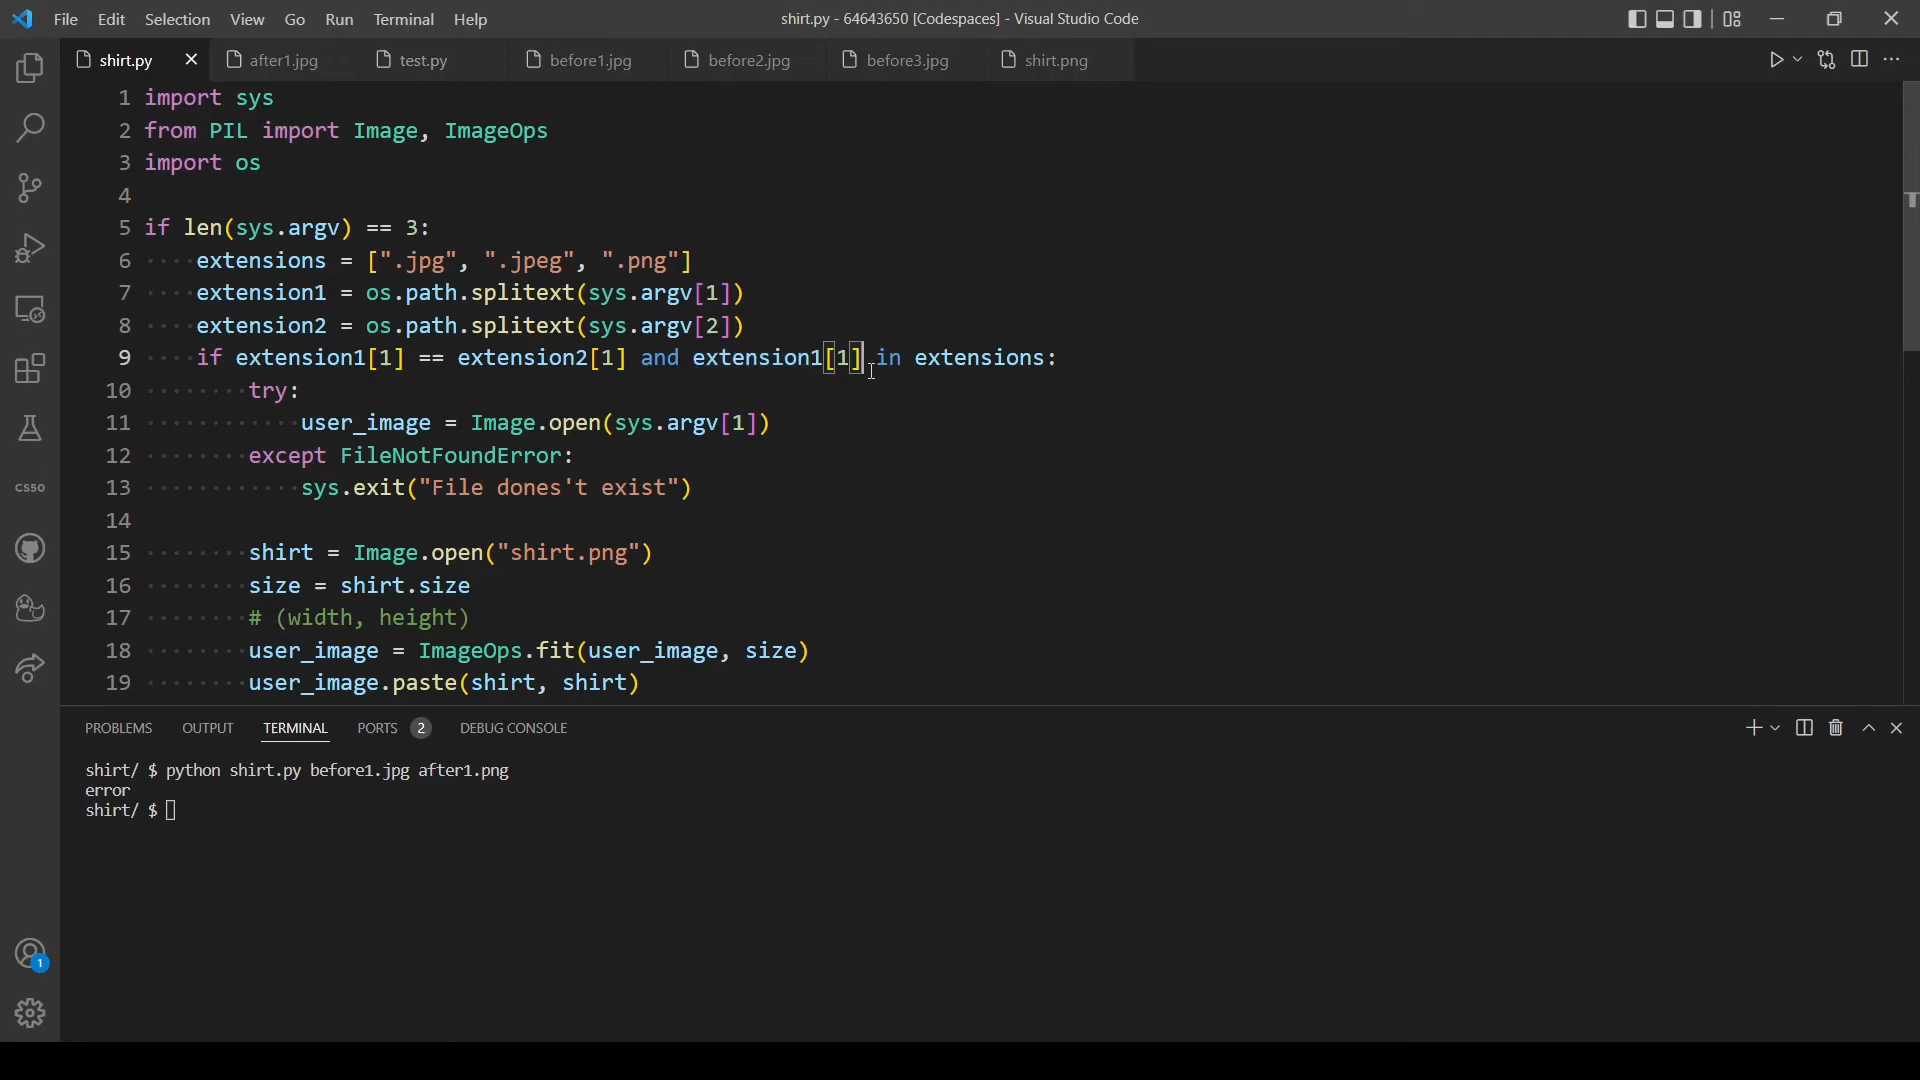 File Edit Selection View Go Run Terminal Help shirt.py - 64643650 [Codespaces] - Visual Studio Code
shirt.py after1.jpg test.py before1.jpg before2.jpg before3.jpg shirt.png
1 import sys
2 from PIL import Image, ImageOps
3 import os
4
5 if len(sys.argv) == 3:
6 extensions = [".jpg", ".jpeg", ".png"]
7 extension1 = os.path.splitext(sys.argv[1])
8 extension2 = os.path.splitext(sys.argv[2])
9 if extension1[1] == extension2[1] and extension1[1] in extensions:
10 try:
11 user_image = Image.open(sys.argv[1])
12 except FileNotFoundError:
13 sys.exit("File dones't exist")
14
15 shirt = Image.open("shirt.png")
16 size = shirt.size
17 # (width, height)
18 user_image = ImageOps.fit(user_image, size)
19 user_image.paste(shirt, shirt)
CS50
PROBLEMS OUTPUT TERMINAL PORTS 2 DEBUG CONSOLE
shirt/ $ python shirt.py before1.jpg after1.png
error
shirt/ $
1